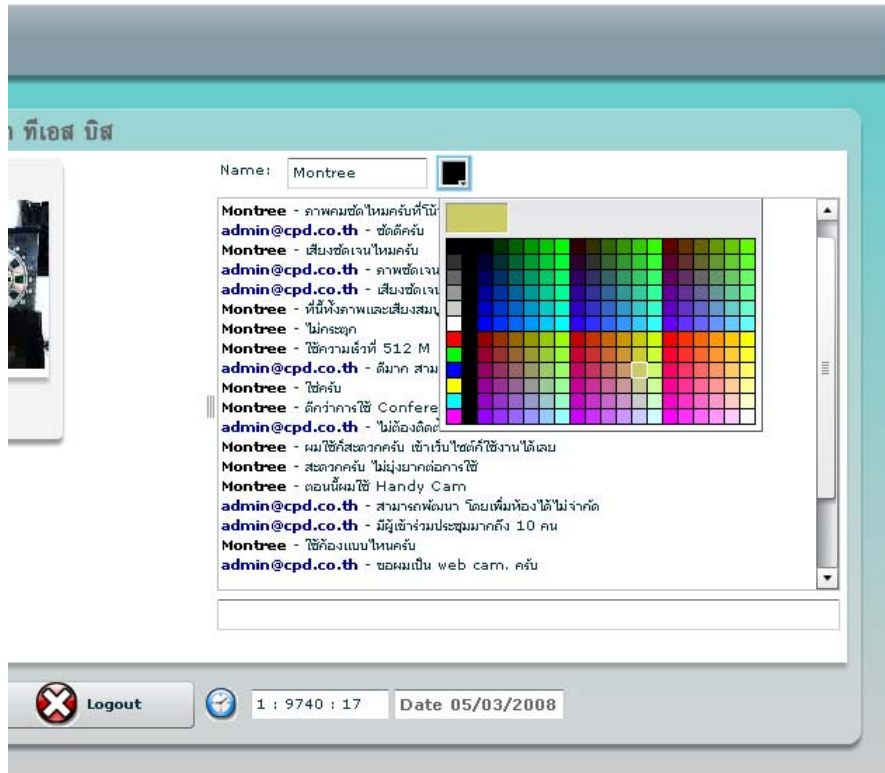 ทีเอส บิส
Name: Montree
Montree - ภาพคมชัดไหมครับที่โน้
admin@cpd.co.th - ชัดดีครับ
Montree - เสียงชัดเจนไหมครับ
admin@cpd.co.th - ภาพชัดเจน
admin@cpd.co.th - เสียงชัดเจน
Montree - ที่นี้ทั้งภาพและเสียงสมบู
Montree - ไม่กระตุก
Montree - ใช้ความเร็วที่ 512 M
admin@cpd.co.th - ดีมาก สาม
Montree - ใช่ครับ
Montree - ดีกว่าการใช้ Confere
admin@cpd.co.th - ไม่ต้องติดตั้
Montree - ผมใช้ก็สะดวกครับ เข้าเว็บไซต์ก็ใช้งานได้เลย
Montree - สะดวกครับ ไม่ยุ่งยากต่อการใช้
Montree - ตอนนี้ผมใช้ Handy Cam
admin@cpd.co.th - สามารถพัฒนา โดยเพิ่มห้องได้ไม่จำกัด
admin@cpd.co.th - มีผู้เข้าร่วมประชุมมากถึง 10 คน
Montree - ใช้กล้องแบบไหนครับ
admin@cpd.co.th - ของผมเป็น web cam. ครับ
Logout
1 : 9740 : 17
Date 05/03/2008